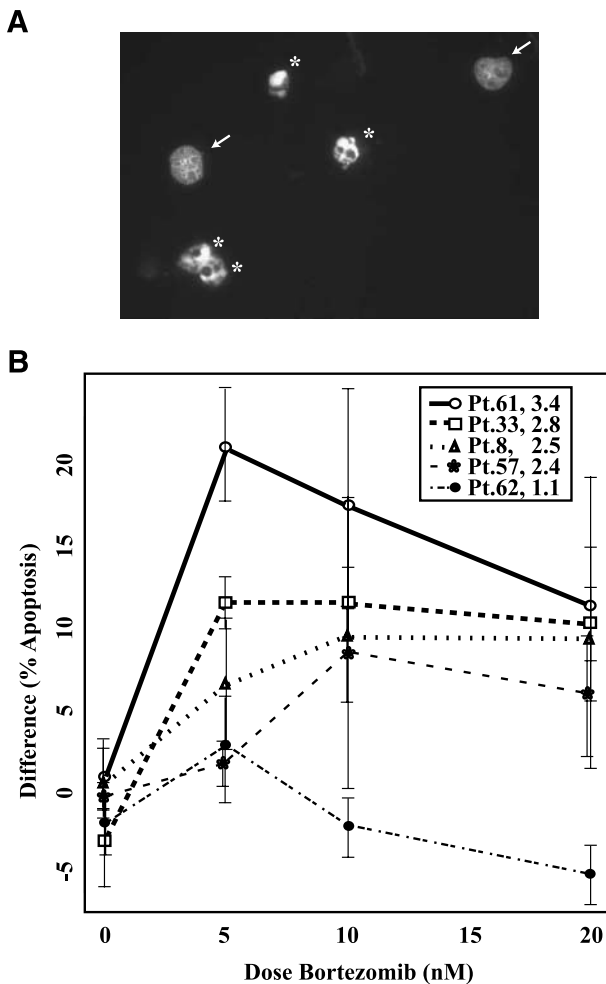 A
*
*
*
*
B
Pt.61, 3.4
Pt.33, 2.8
Pt.8, 2.5
Pt.57, 2.4
Pt.62, 1.1
Difference (% Apoptosis)
20
15
10
5
0
-5
0 5 10 15 20
Dose Bortezomib (nM)